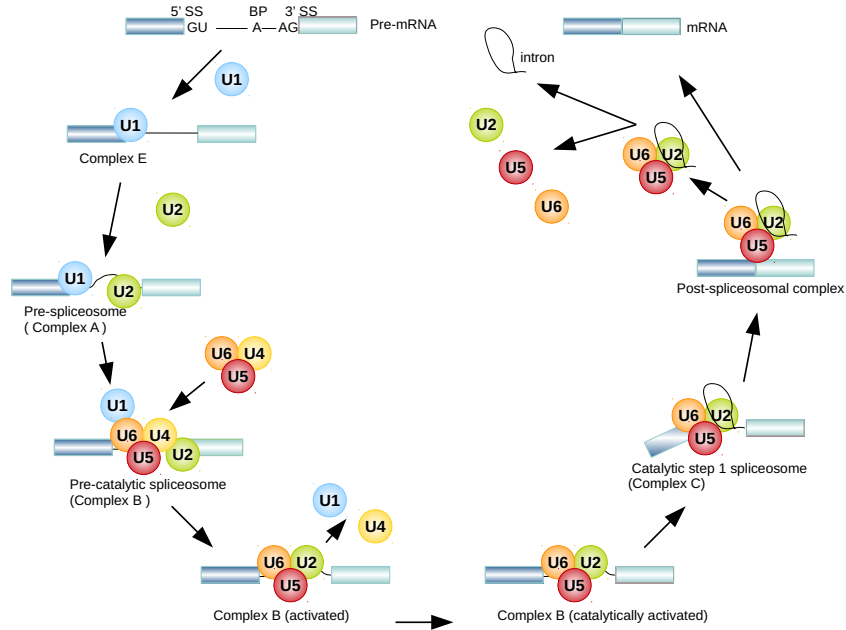 5' SS BP 3' SS
GU A AG Pre-mRNA
U1
U1
Complex E
U2
U1
U2
Pre-spliceosome
( Complex A )
U6 U4
U5
U1
U6 U4
U5 U2
Pre-catalytic spliceosome
(Complex B )
U1
U4
U6 U2
U5
Complex B (activated)
U6 U2
U5
Complex B (catalytically activated)
U6 U2
U5
Catalytic step 1 spliceosome
(Complex C)
U6 U2
U5
Post-spliceosomal complex
U6 U2
U5
mRNA
intron
U2
U5
U6